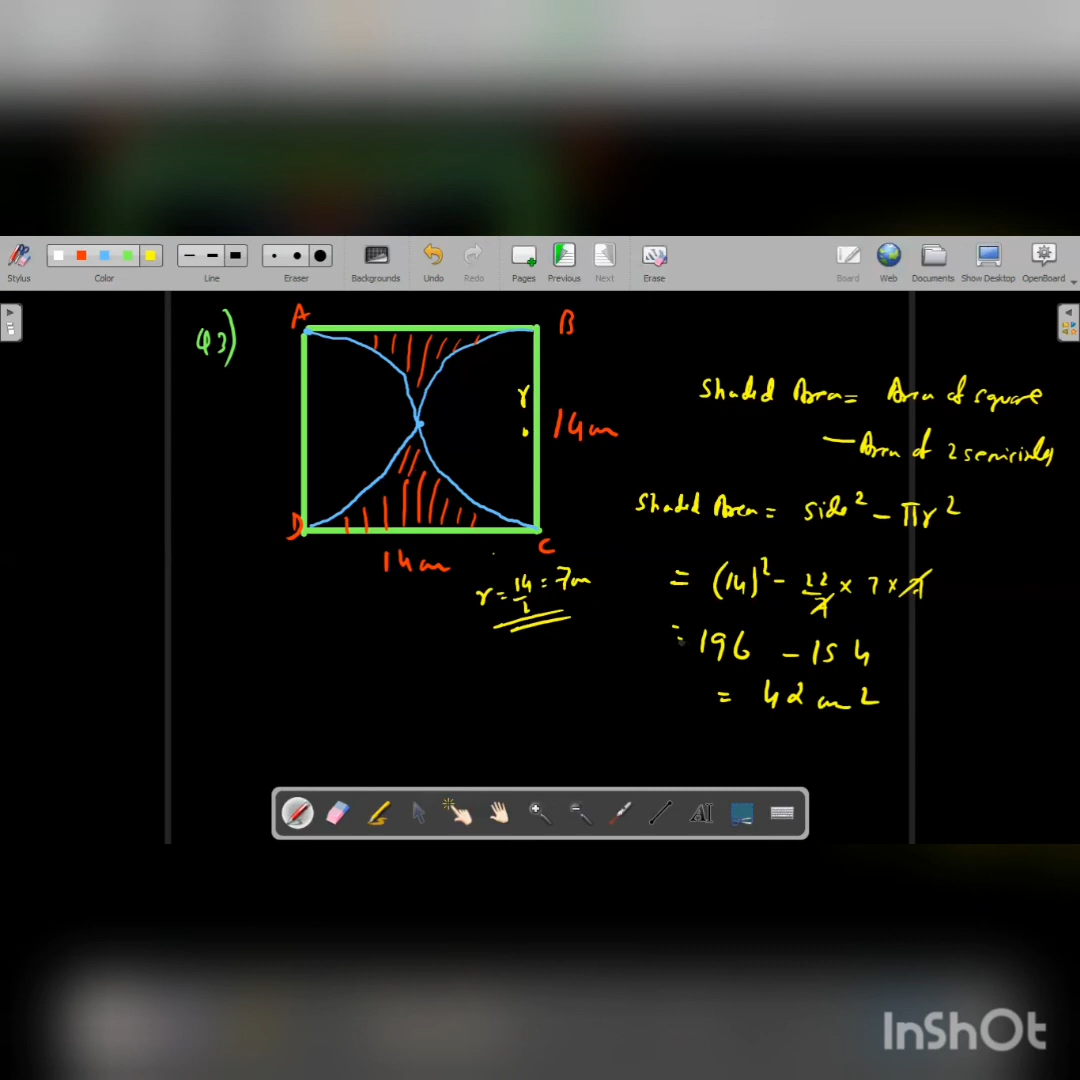 Stylus
Color
Line
Eraser
Backgrounds
Undo
Redo
Pages
Previous
Next
Erase
Board
Web
Documents
Show Desktop
OpenBoard
Q3)
A
B
r
14cm
D
C
14cm
r = 14/2 = 7cm
Shaded Area = Area of square
— Area of 2 semicircles
Shaded Area = side² - πr²
= (14)² - 22/7 × 7 × 7
= 196 - 154
= 42 cm2
AI
InShOt